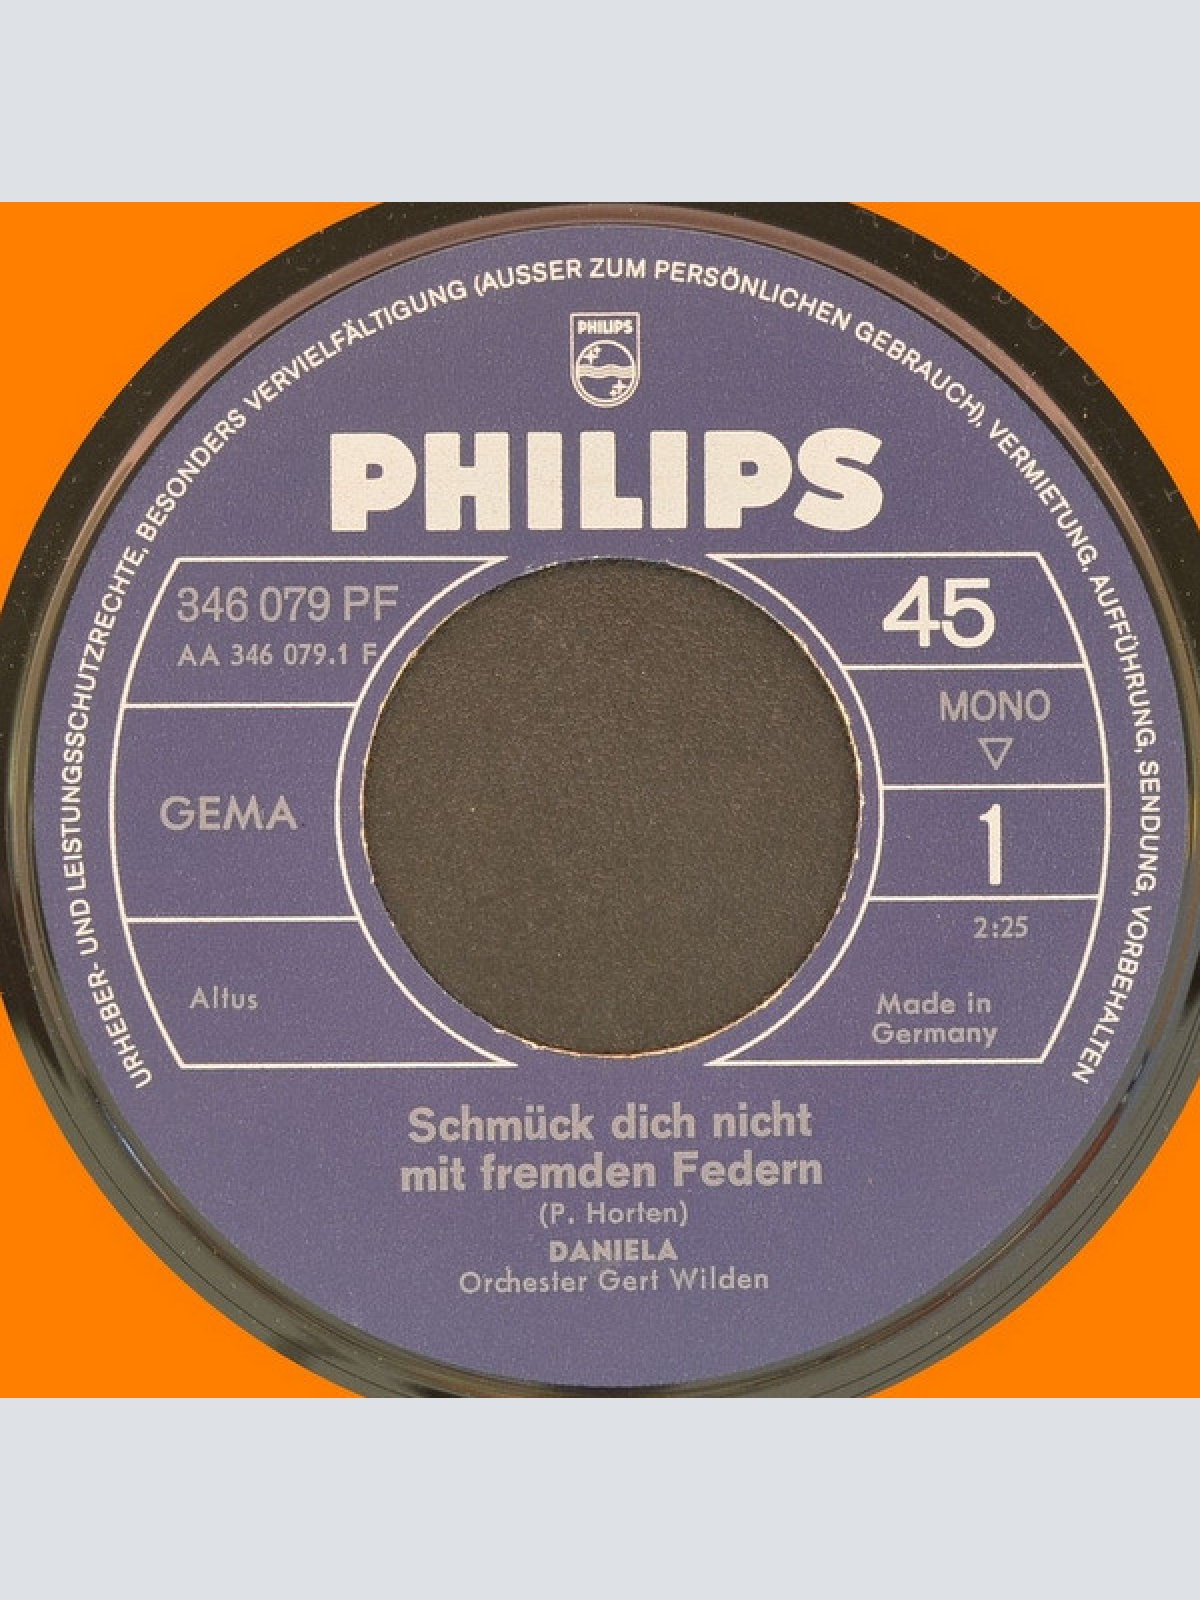 URHEBER- UND LEISTUNGSSCHUTZRECHTE, BESONDERS VERVIELFÄLTIGUNG (AUSSER ZUM PERSÖNLICHEN GEBRAUCH), VERMIETUNG, AUFFÜHRUNG, SENDUNG, VORBEHALTEN
PHILIPS
PHILIPS
346 079 PF
AA 346 079.1 F
GEMA
Altus
45
MONO
1
2:25
Made in
Germany
Schmück dich nicht
mit fremden Federn
(P. Horten)
DANIELA
Orchester Gert Wilden